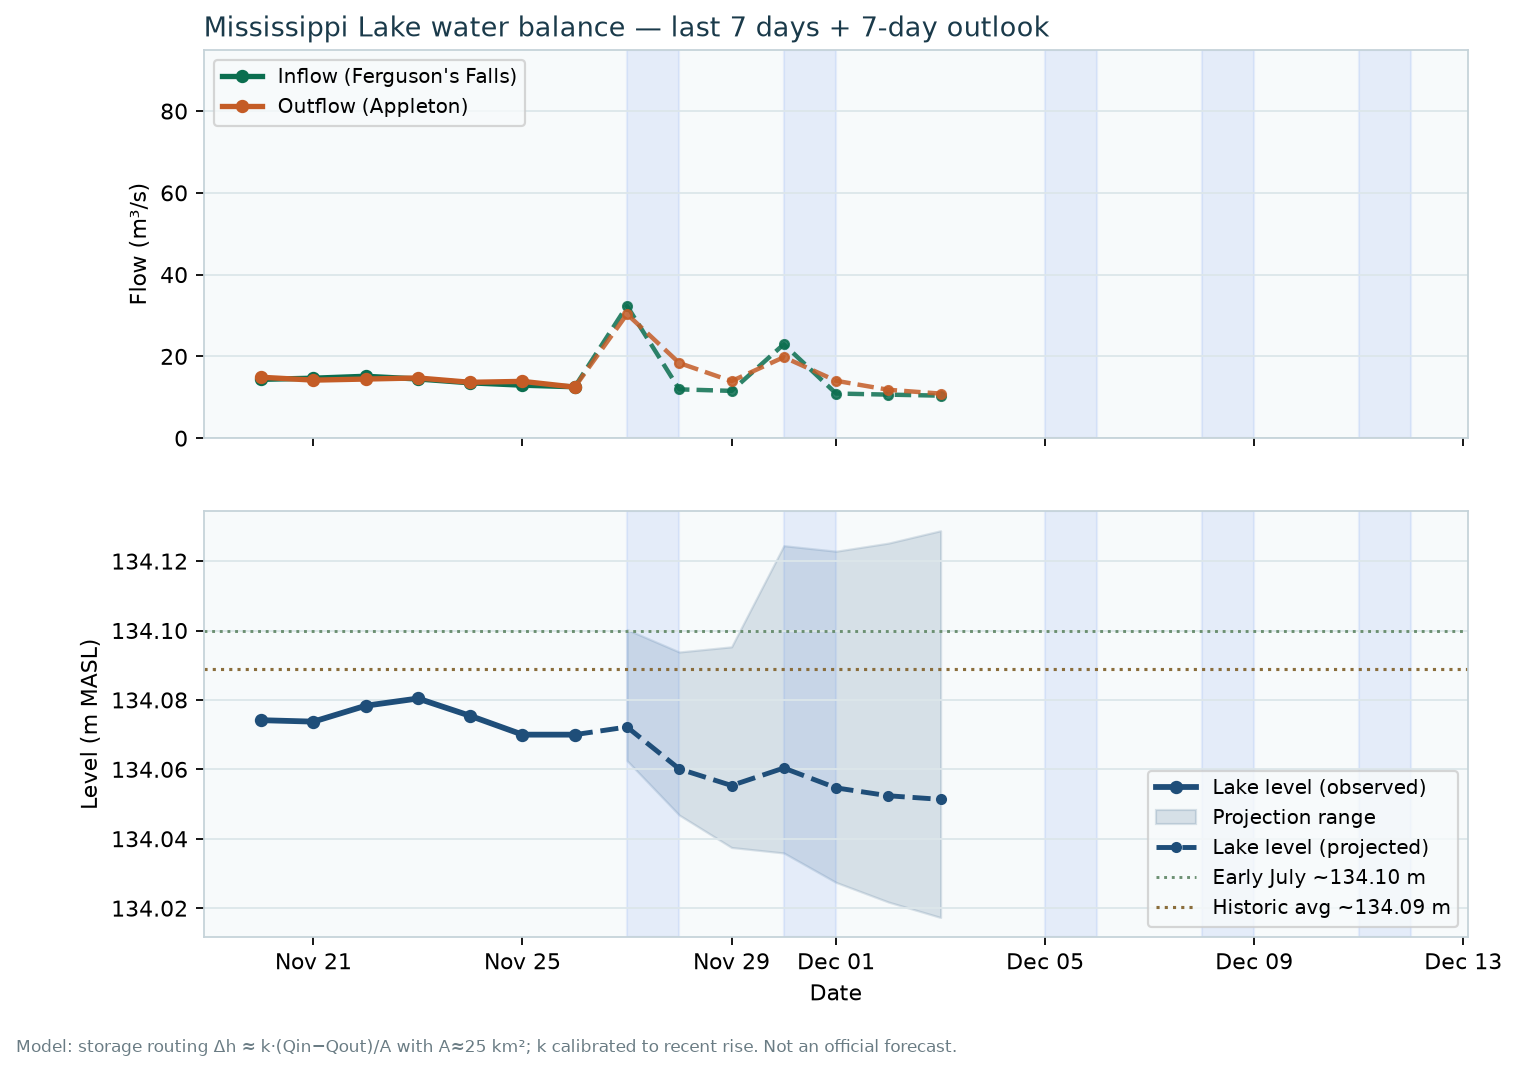 Mississippi Lake water balance — last 7 days + 7-day outlook
Inflow (Ferguson's Falls)
Outflow (Appleton)
Flow (m³/s)
80
60
40
20
0
Level (m MASL)
134.12
134.10
134.08
134.06
134.04
134.02
Lake level (observed)
Projection range
Lake level (projected)
Early July ~134.10 m
Historic avg ~134.09 m
Nov 21 Nov 25 Nov 29 Dec 01 Dec 05 Dec 09 Dec 13
Date
Model: storage routing Δh ≈ k·(Qin−Qout)/A with A≈25 km²; k calibrated to recent rise. Not an official forecast.